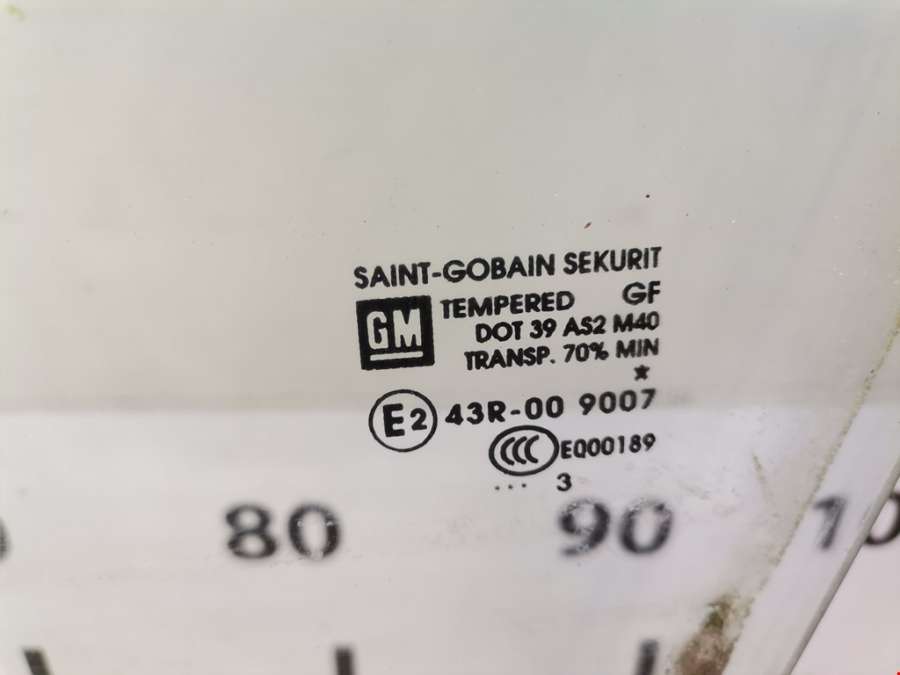 SAINT-GOBAIN SEKURIT
GM TEMPERED GF
DOT 39 AS2 M40
TRANSP. 70% MIN
*
E2 43R-00 9007
CCC E000189
... 3
80 90 10